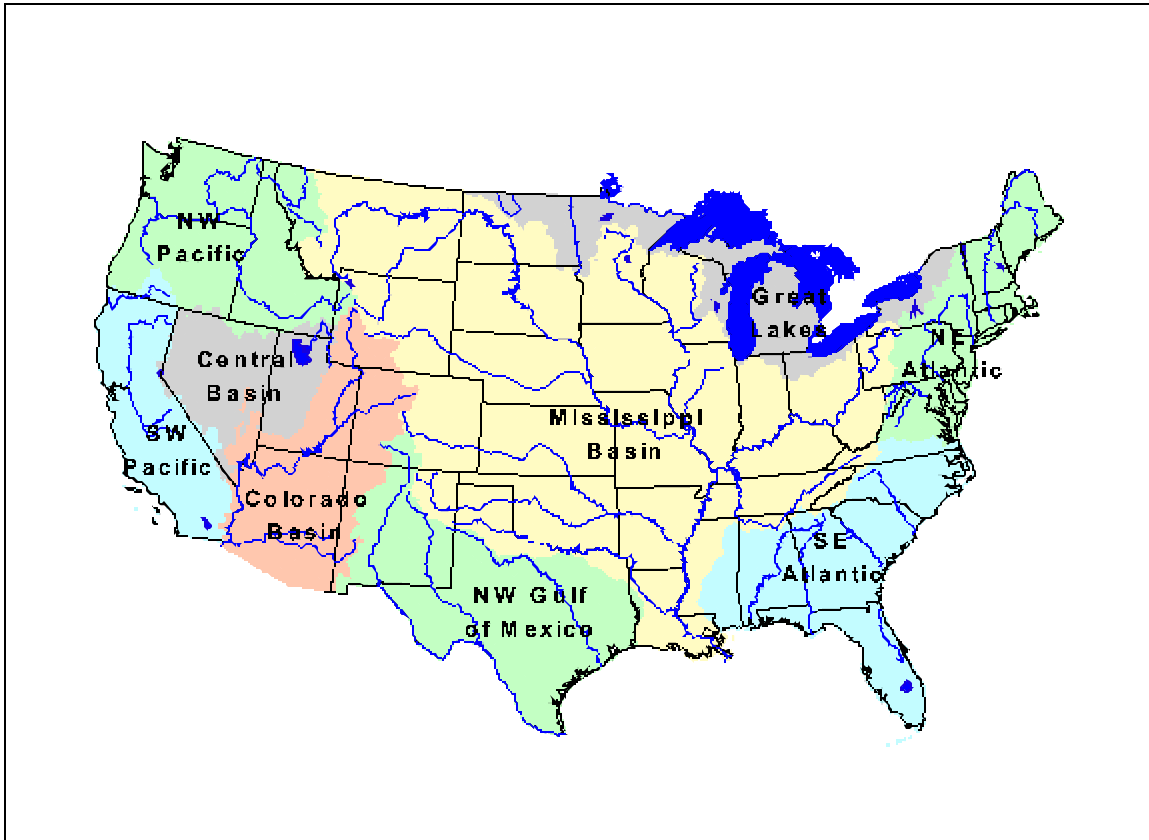 NW
Pacific
Great
Lakes
NE
Atlantic
Central
Basin
Mississippi
Basin
SW
Pacific
Colorado
Basin
SE
Atlantic
NW Gulf
of Mexico